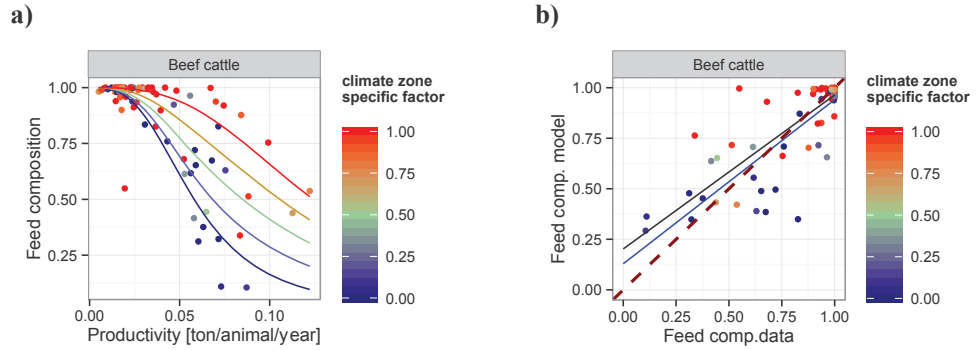 a)
Beef cattle
Feed composition
1.00
0.75
0.50
0.25
0.00
0.05
0.10
Productivity [ton/animal/year]
climate zone
specific factor
1.00
0.75
0.50
0.25
0.00
b)
Beef cattle
Feed comp. model
1.00
0.75
0.50
0.25
0.00
0.00
0.25
0.50
0.75
1.00
Feed comp.data
climate zone
specific factor
1.00
0.75
0.50
0.25
0.00